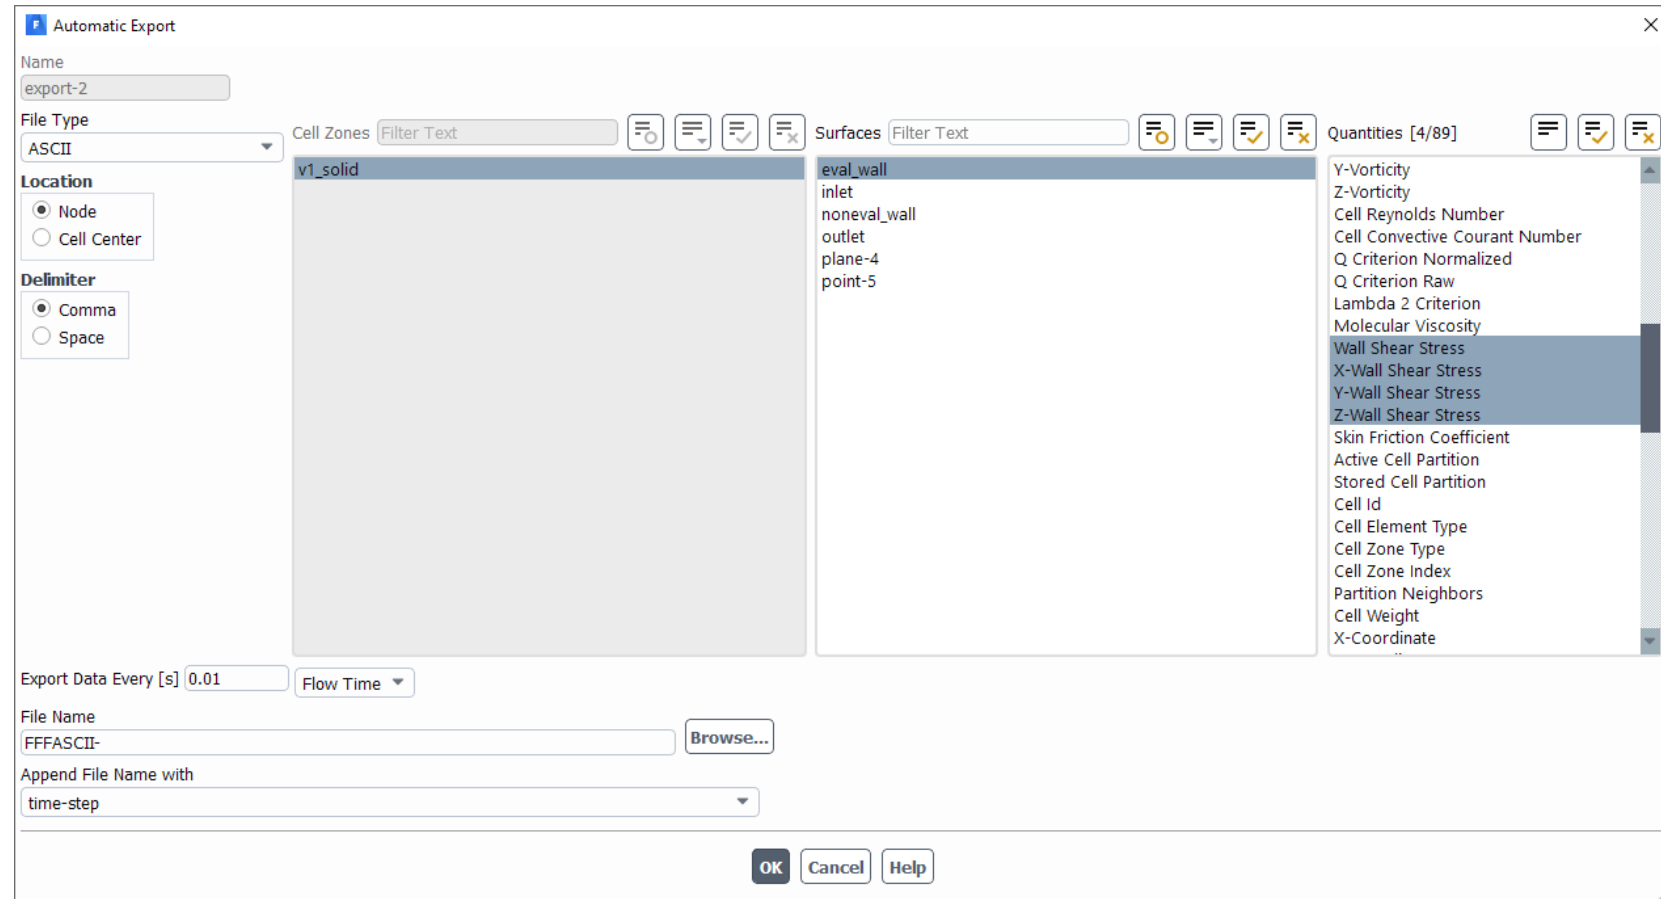 Automatic Export
Name
export-2
File Type
ASCII
Location
Node
Cell Center
Delimiter
Comma
Space
Cell Zones Filter Text
v1_solid
Surfaces Filter Text
eval_wall
inlet
noneval_wall
outlet
plane-4
point-5
Quantities [4/89]
Y-Vorticity
Z-Vorticity
Cell Reynolds Number
Cell Convective Courant Number
Q Criterion Normalized
Q Criterion Raw
Lambda 2 Criterion
Molecular Viscosity
Wall Shear Stress
X-Wall Shear Stress
Y-Wall Shear Stress
Z-Wall Shear Stress
Skin Friction Coefficient
Active Cell Partition
Stored Cell Partition
Cell Id
Cell Element Type
Cell Zone Type
Cell Zone Index
Partition Neighbors
Cell Weight
X-Coordinate
Export Data Every [s] 0.01 Flow Time
File Name
FFFASCII-
Browse...
Append File Name with
time-step
OK Cancel Help